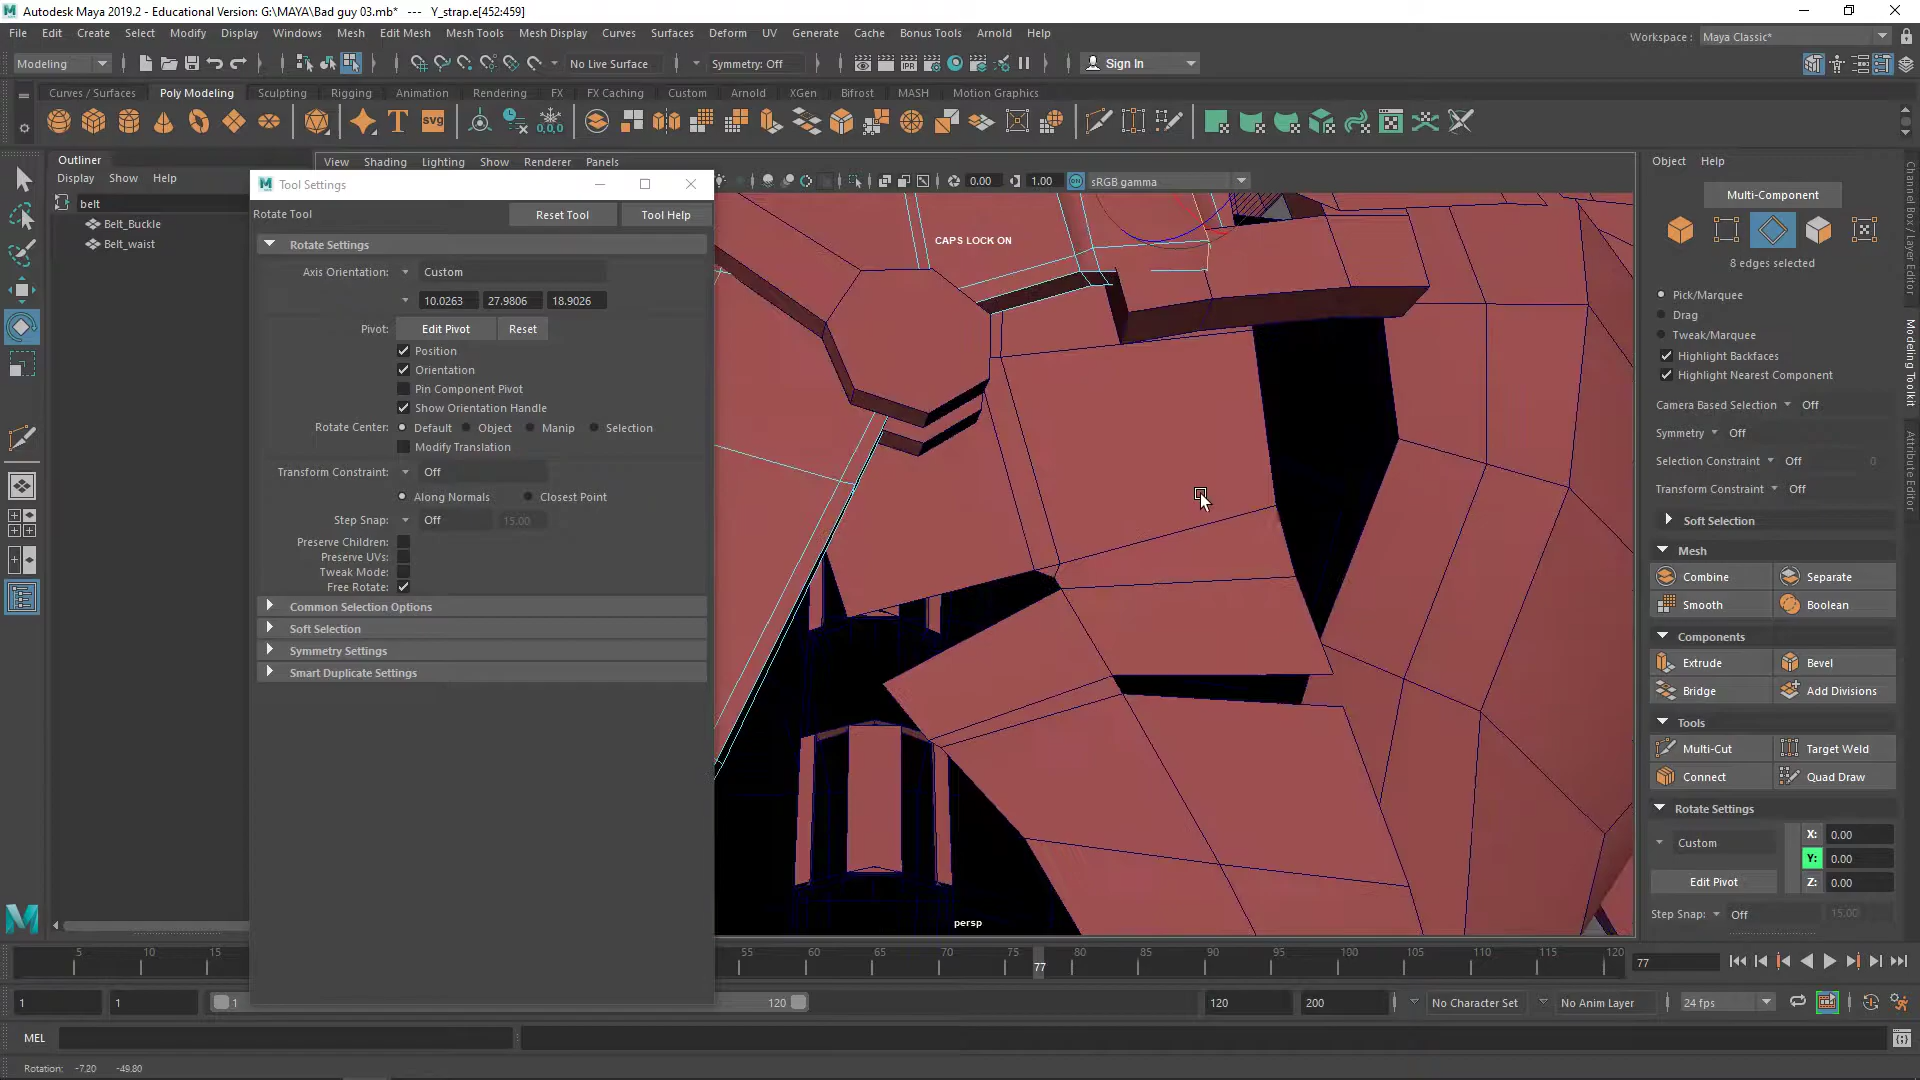 Autodesk Maya 2019.2 - Educational Version: G:\MAYA\Bad guy 03.mb* --- Y_strap.e[452:459]
File Edit Create Select Modify Display Windows Mesh Edit Mesh Mesh Tools Mesh Display Curves Surfaces Deform UV Generate Cache Bonus Tools Arnold Help
Workspace : Maya Classic*
Modeling No Live Surface Symmetry: Off Sign In
Curves / Surfaces Poly Modeling Sculpting Rigging Animation Rendering FX FX Caching Custom Arnold XGen Bifrost MASH Motion Graphics
Outliner
Display Show Help
belt
Belt_Buckle
Belt_waist
View Shading Lighting Show Renderer Panels
0.00 1.00 sRGB gamma
Tool Settings
Rotate Tool Reset Tool Tool Help
Rotate Settings
Axis Orientation: Custom
10.0263 27.9806 18.9026
Pivot: Edit Pivot Reset
Position
Orientation
Pin Component Pivot
Show Orientation Handle
Rotate Center: Default Object Manip Selection
Modify Translation
Transform Constraint: Off
Along Normals Closest Point
Step Snap: Off 15.00
Preserve Children:
Preserve UVs:
Tweak Mode:
Free Rotate:
Common Selection Options
Soft Selection
Symmetry Settings
Smart Duplicate Settings
CAPS LOCK ON
persp
Object Help
Multi-Component
8 edges selected
Pick/Marquee
Drag
Tweak/Marquee
Highlight Backfaces
Highlight Nearest Component
Camera Based Selection Off
Symmetry Off
Selection Constraint Off 0
Transform Constraint Off
Soft Selection
Mesh
Combine Separate
Smooth Boolean
Components
Extrude Bevel
Bridge Add Divisions
Tools
Multi-Cut Target Weld
Connect Quad Draw
Rotate Settings
Custom
X: 0.00
Y: 0.00
Z: 0.00
Edit Pivot
Step Snap: Off 15.00
Channel Box / Layer Editor
Modeling Toolkit
Attribute Editor
5 10 15 55 60 65 70 75 77 80 85 90 95 100 105 110 115 120
77
1 1 1 120 120 200 No Character Set No Anim Layer 24 fps
MEL
Rotation: -7.20 -49.80